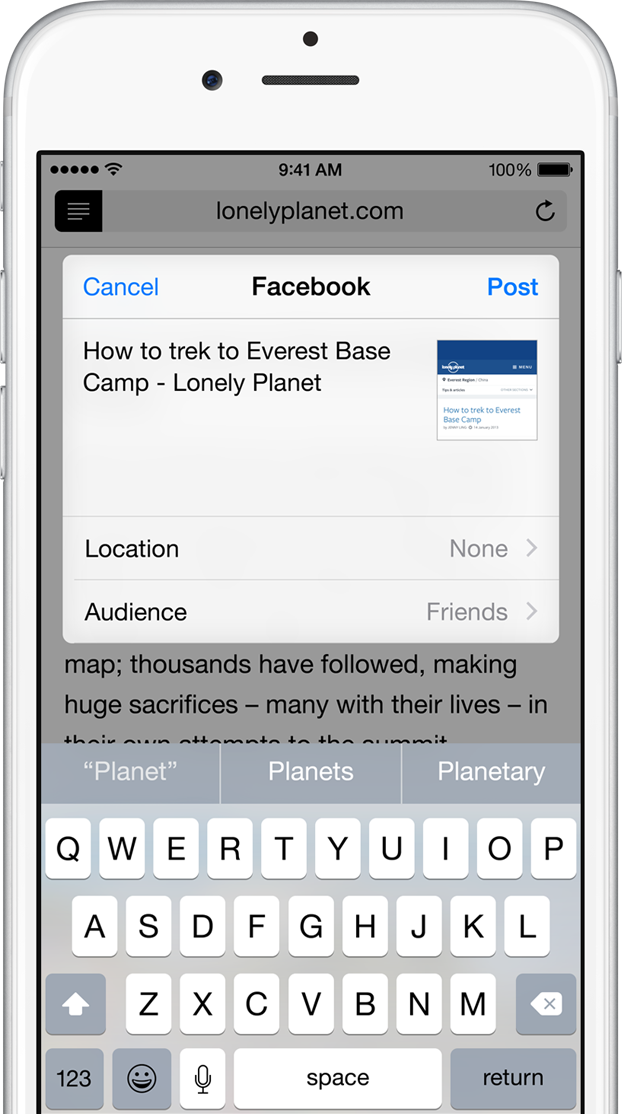 9:41 AM 100%
lonelyplanet.com
Cancel Facebook Post
How to trek to Everest Base
Camp - Lonely Planet
lonely planet MENU
Everest Region | China
Tips & articles
How to trek to Everest
Base Camp
Location None
Audience Friends
map; thousands have followed, making
huge sacrifices – many with their lives – in
their own attempts to the summit
“Planet” Planets Planetary
Q W E R T Y U I O P
A S D F G H J K L
Z X C V B N M
123 space return